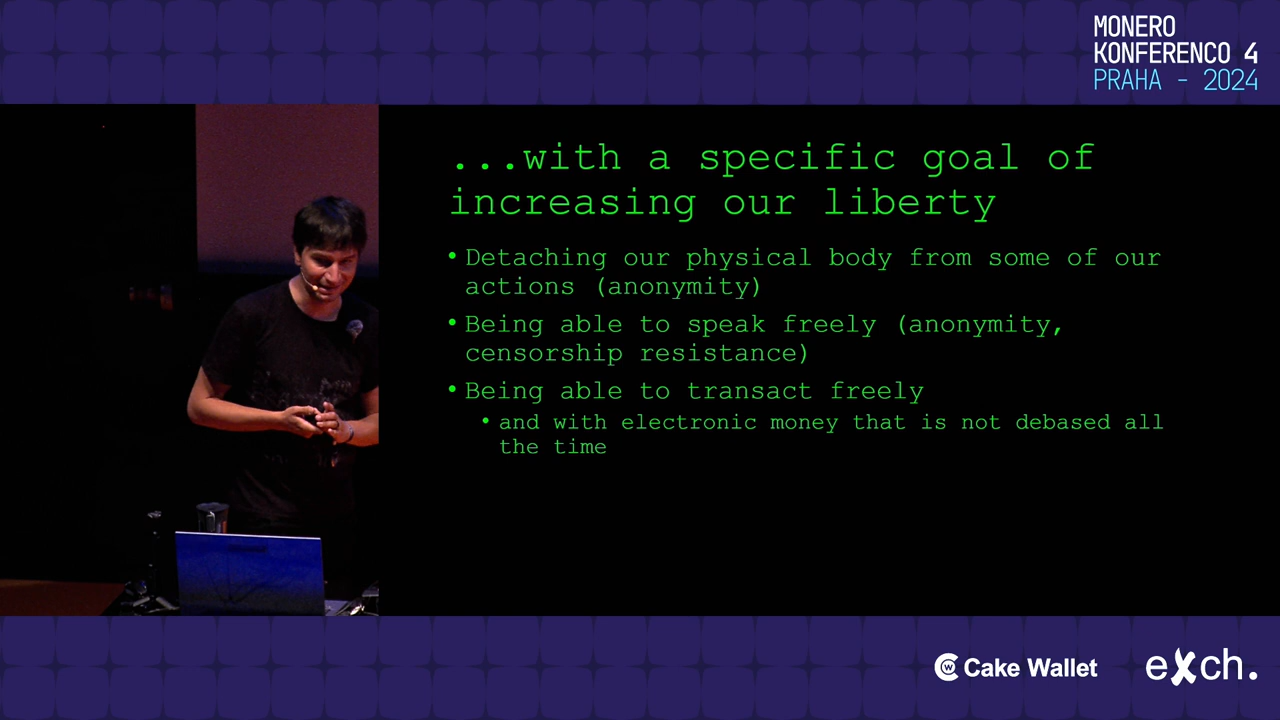 MONERO
KONFERENCO 4
PRAHA - 2024
...with a specific goal of
increasing our liberty
• Detaching our physical body from some of our
actions (anonymity)
• Being able to speak freely (anonymity,
censorship resistance)
• Being able to transact freely
• and with electronic money that is not debased all
the time
Cake Wallet
exch.